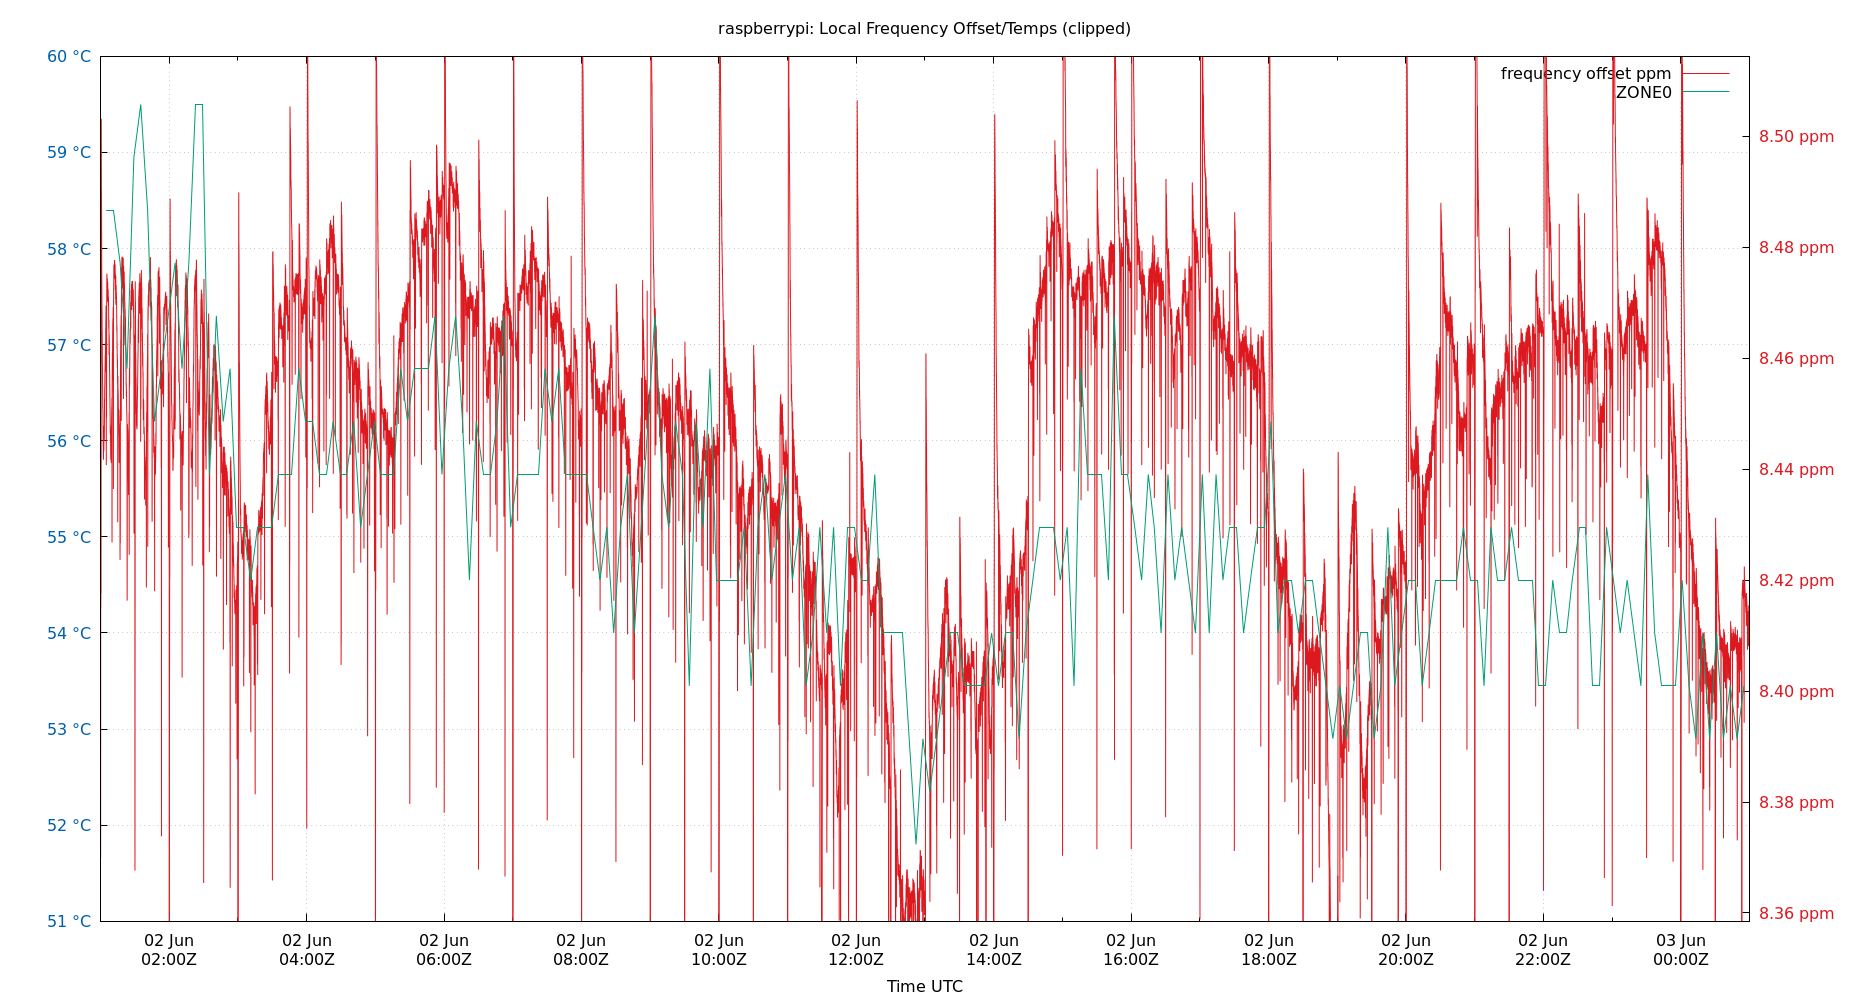 raspberrypi: Local Frequency Offset/Temps (clipped)
frequency offset ppm
ZONE0
60 °C
59 °C
58 °C
57 °C
56 °C
55 °C
54 °C
53 °C
52 °C
51 °C
8.50 ppm
8.48 ppm
8.46 ppm
8.44 ppm
8.42 ppm
8.40 ppm
8.38 ppm
8.36 ppm
02 Jun
02:00Z
02 Jun
04:00Z
02 Jun
06:00Z
02 Jun
08:00Z
02 Jun
10:00Z
02 Jun
12:00Z
02 Jun
14:00Z
02 Jun
16:00Z
02 Jun
18:00Z
02 Jun
20:00Z
02 Jun
22:00Z
03 Jun
00:00Z
Time UTC